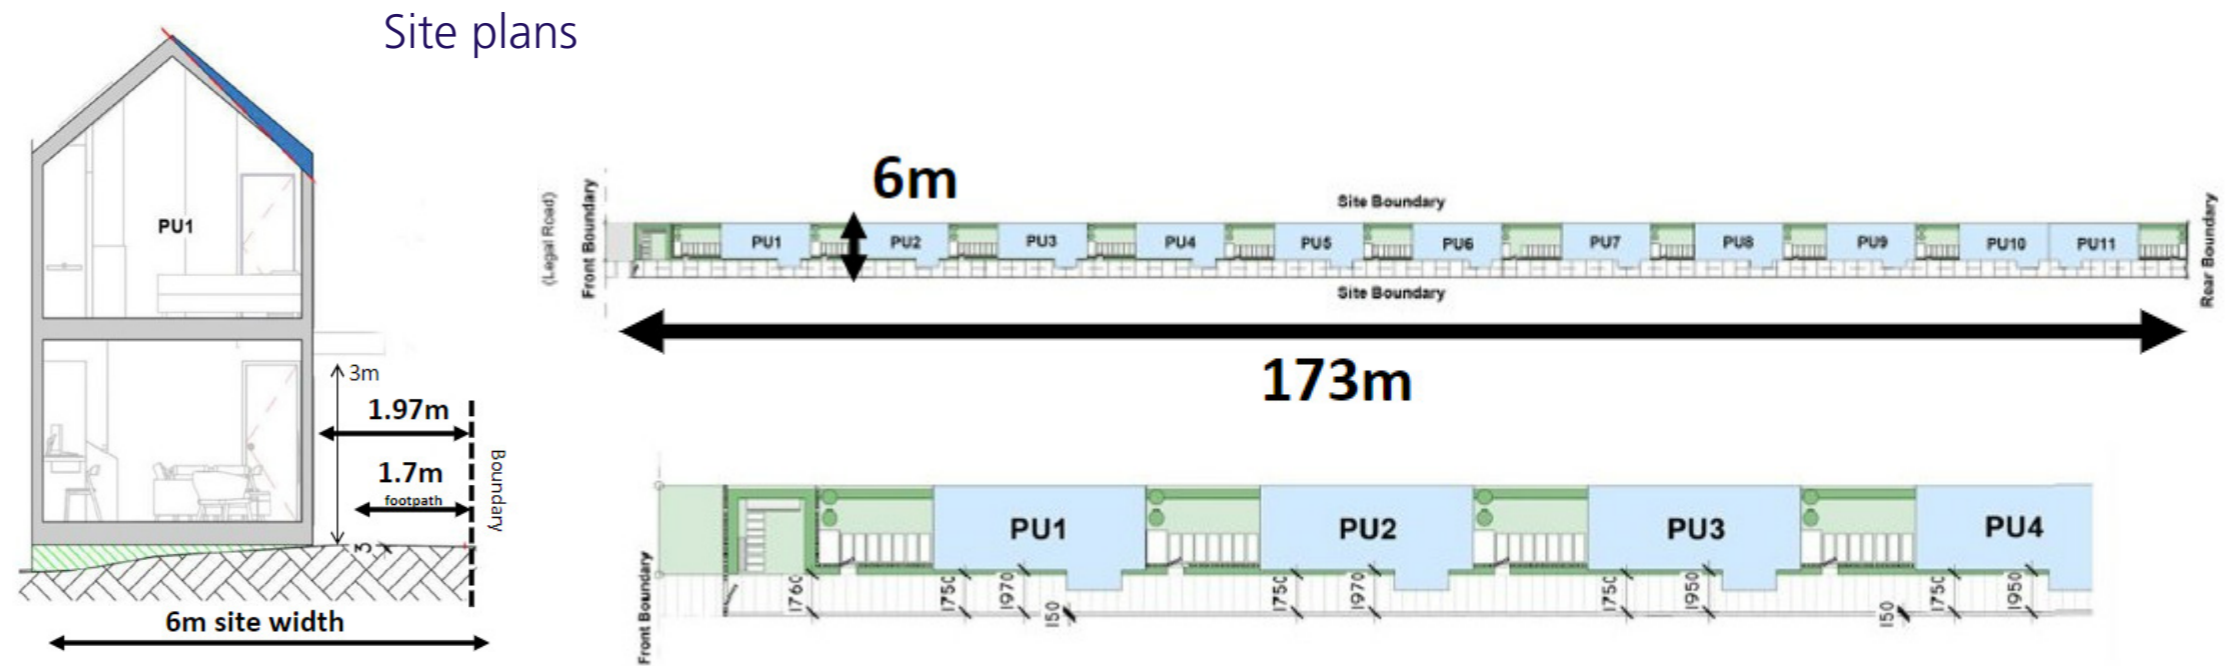 Site plans
PU1
3m
1.97m
1.7m
footpath
Boundary
3
6m site width
6m
(Legal Road)
Front Boundary
Site Boundary
Rear Boundary
PU1 PU2 PU3 PU4 PU5 PU6 PU7 PU8 PU9 PU10 PU11
Site Boundary
173m
PU1 PU2 PU3 PU4
Front Boundary
1760 1750 1970 150 1750 1970 1750 1950 150 1750 1950